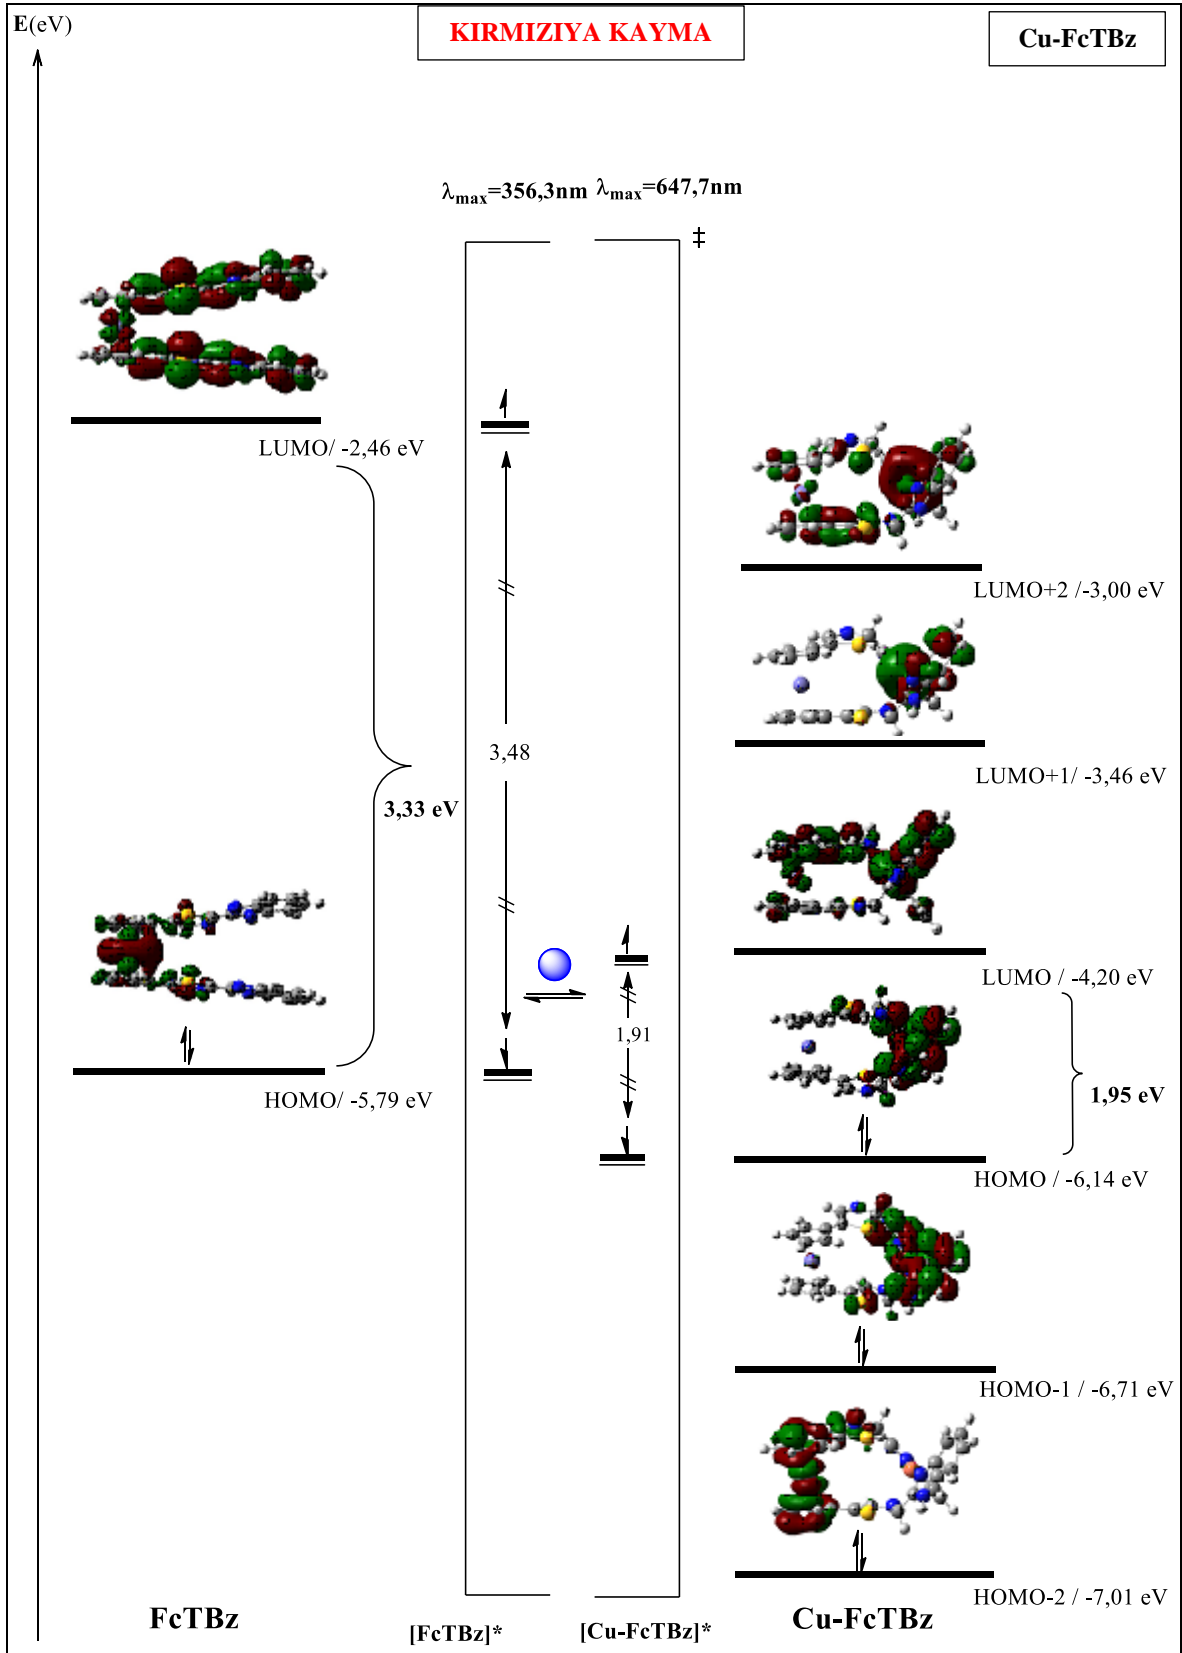 E(eV)
KIRMIZIYA KAYMA
Cu-FcTBz
λmax=356,3nm
λmax=647,7nm
‡
LUMO/ -2,46 eV
LUMO+2 /-3,00 eV
3,48
LUMO+1/ -3,46 eV
3,33 eV
LUMO / -4,20 eV
1,91
1,95 eV
HOMO/ -5,79 eV
HOMO / -6,14 eV
HOMO-1 / -6,71 eV
HOMO-2 / -7,01 eV
FcTBz
[FcTBz]*
[Cu-FcTBz]*
Cu-FcTBz